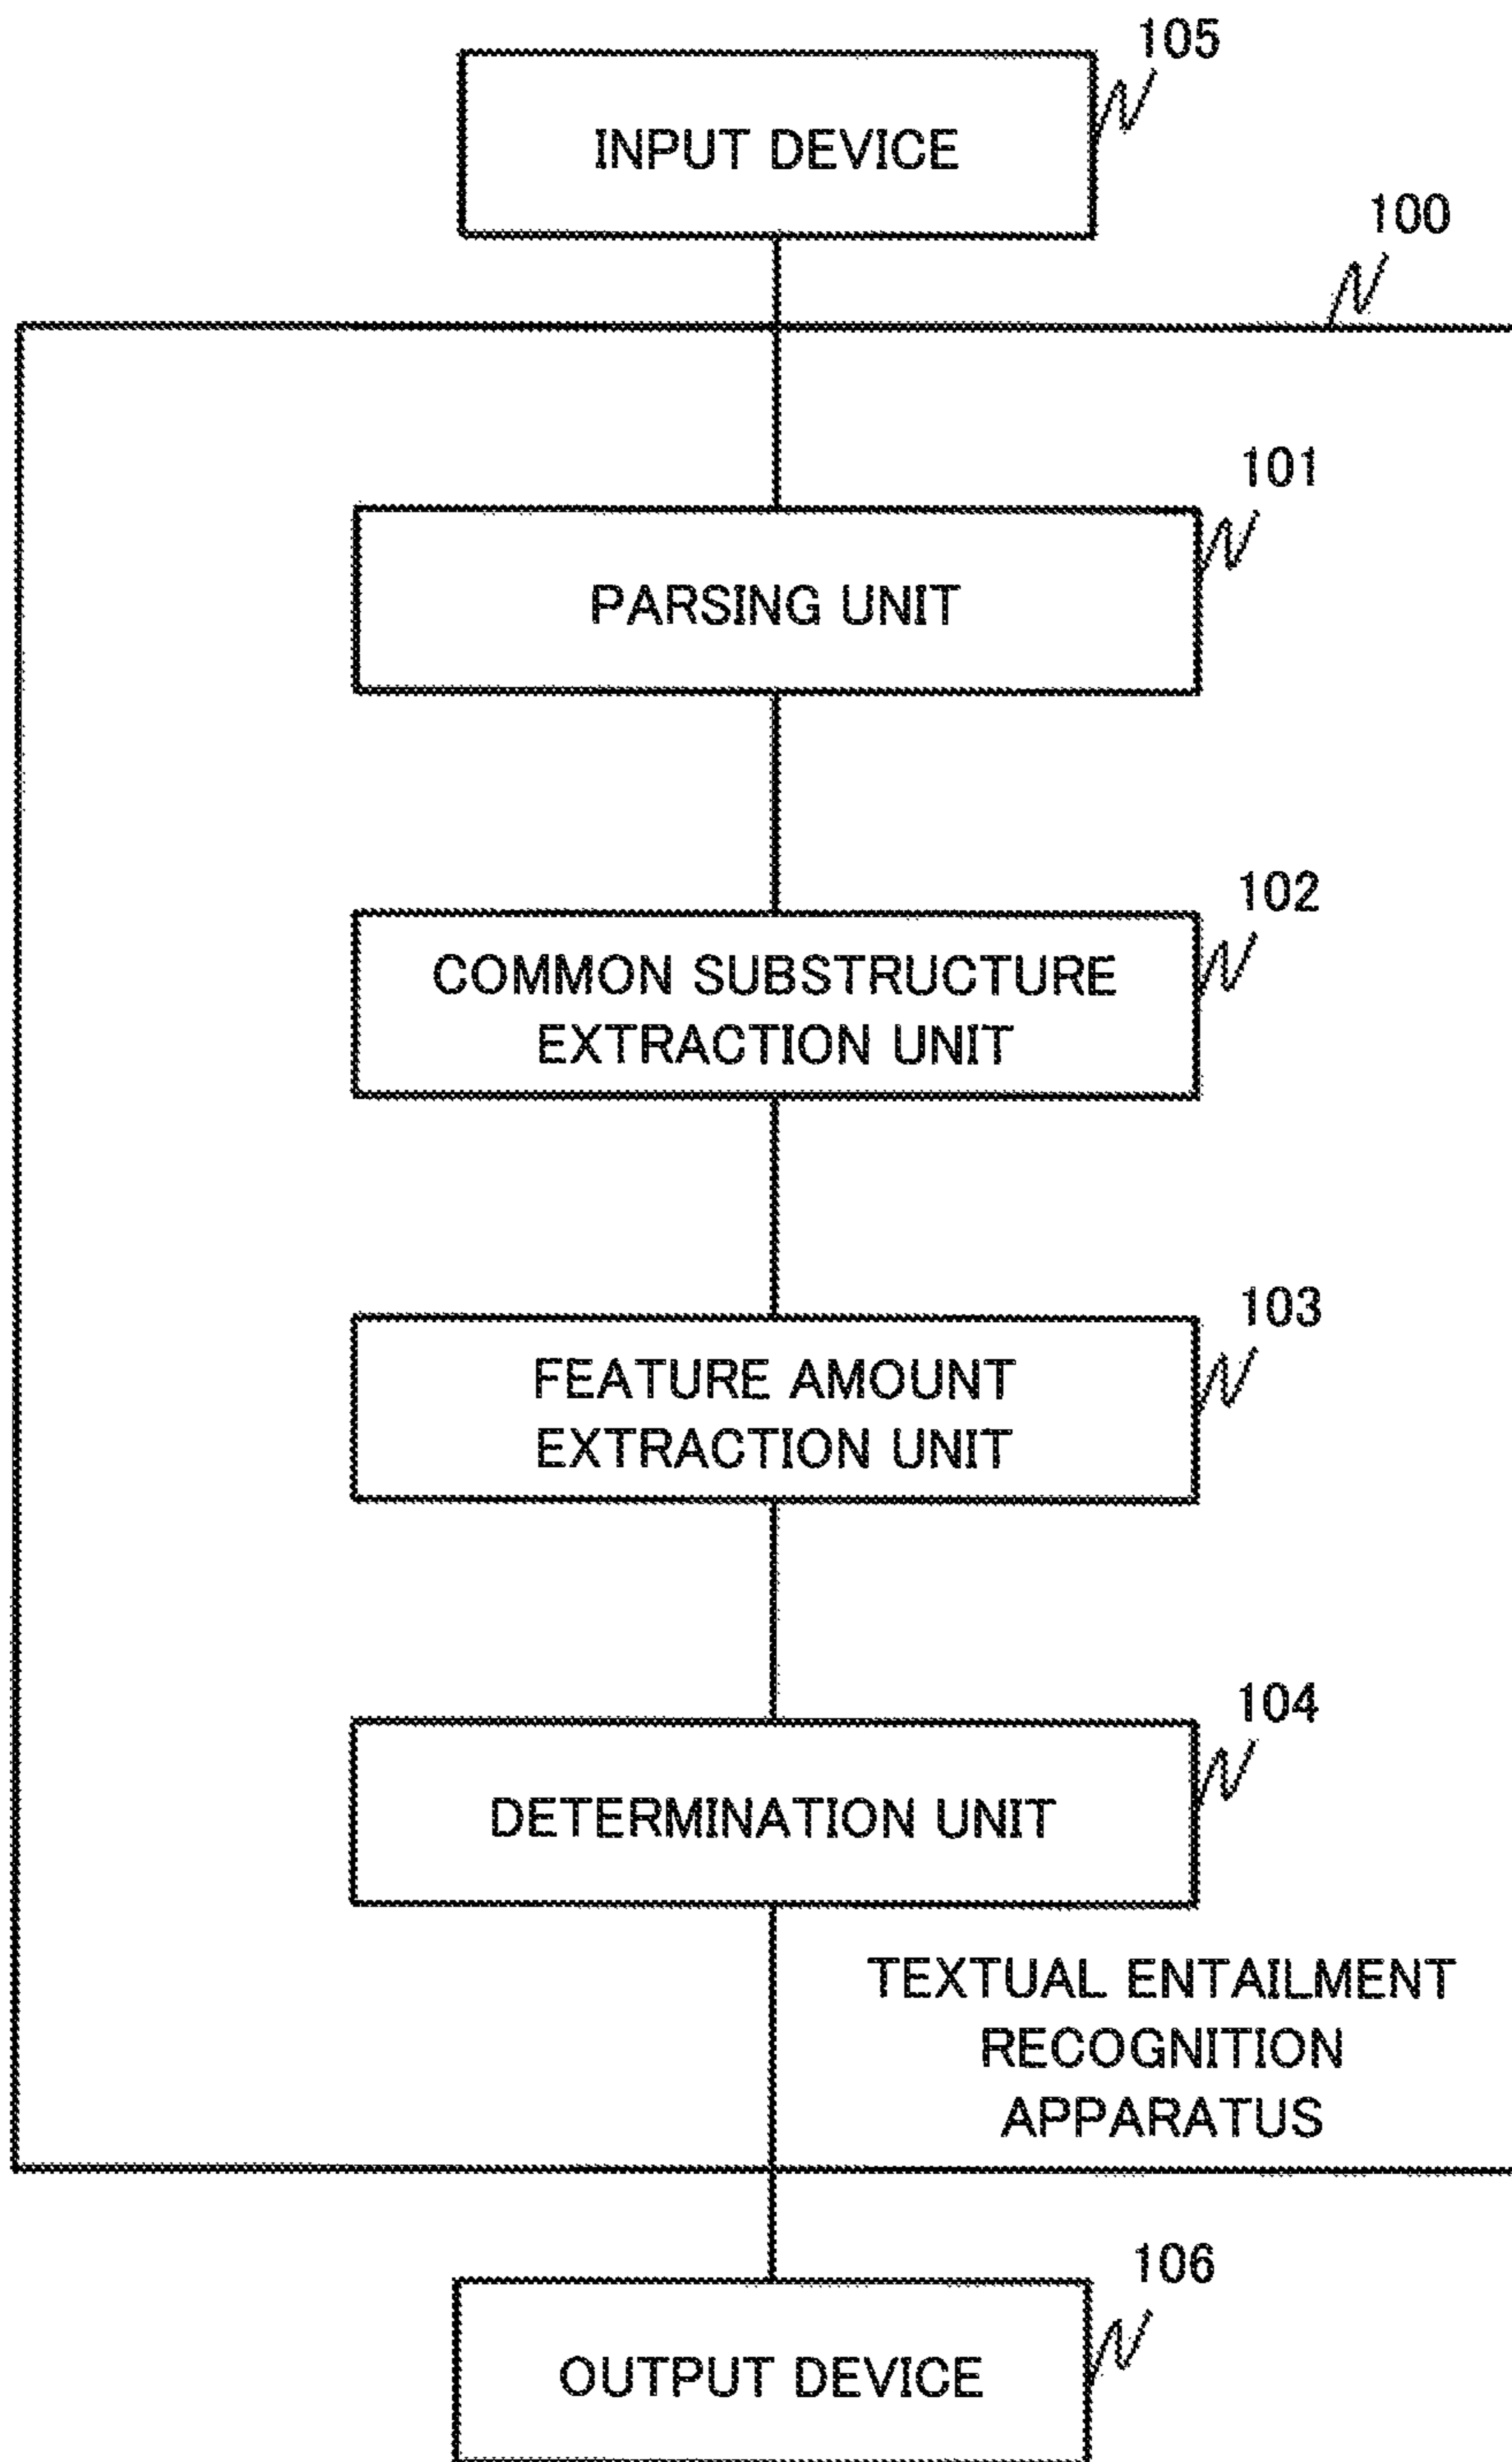 105
INPUT DEVICE
100
101
PARSING UNIT
102
COMMON SUBSTRUCTURE
EXTRACTION UNIT
103
FEATURE AMOUNT
EXTRACTION UNIT
104
DETERMINATION UNIT
TEXTUAL ENTAILMENT
RECOGNITION
APPARATUS
106
OUTPUT DEVICE